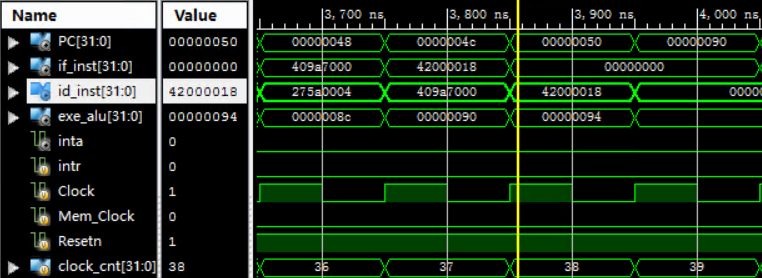 Name Value 3,700 ns 3,800 ns 3,900 ns 4,000 ns
PC[31:0] 00000050 00000048 0000004c 00000050 00000090
if_inst[31:0] 00000000 409a7000 42000018 00000000
id_inst[31:0] 42000018 275a0004 409a7000 42000018 00000
exe_alu[31:0] 00000094 0000008c 00000090 00000094
inta 0
intr 0
Clock 1
Mem_Clock 0
Resetn 1
clock_cnt[31:0] 38 36 37 38 39